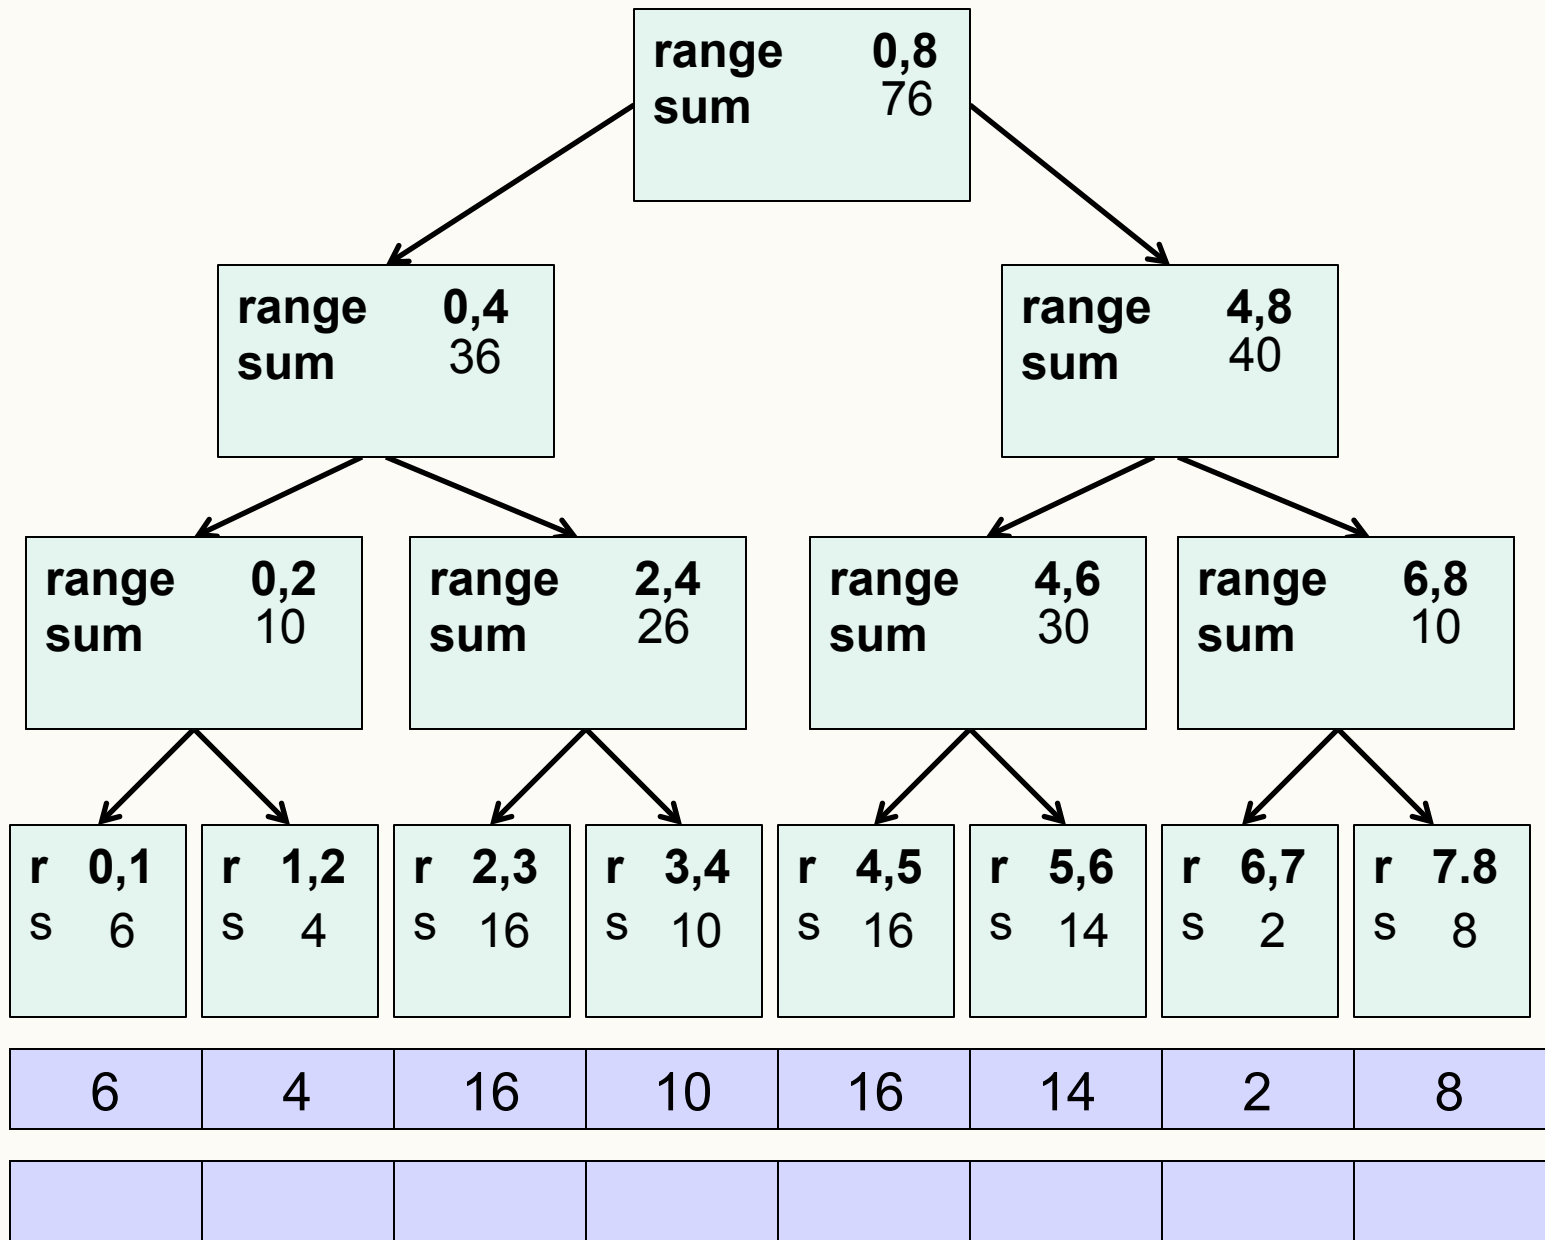 range 0,8
sum 76
range 0,4
sum 36
range 4,8
sum 40
range 0,2
sum 10
range 2,4
sum 26
range 4,6
sum 30
range 6,8
sum 10
r 0,1
s 6
r 1,2
s 4
r 2,3
s 16
r 3,4
s 10
r 4,5
s 16
r 5,6
s 14
r 6,7
s 2
r 7.8
s 8
6 4 16 10 16 14 2 8